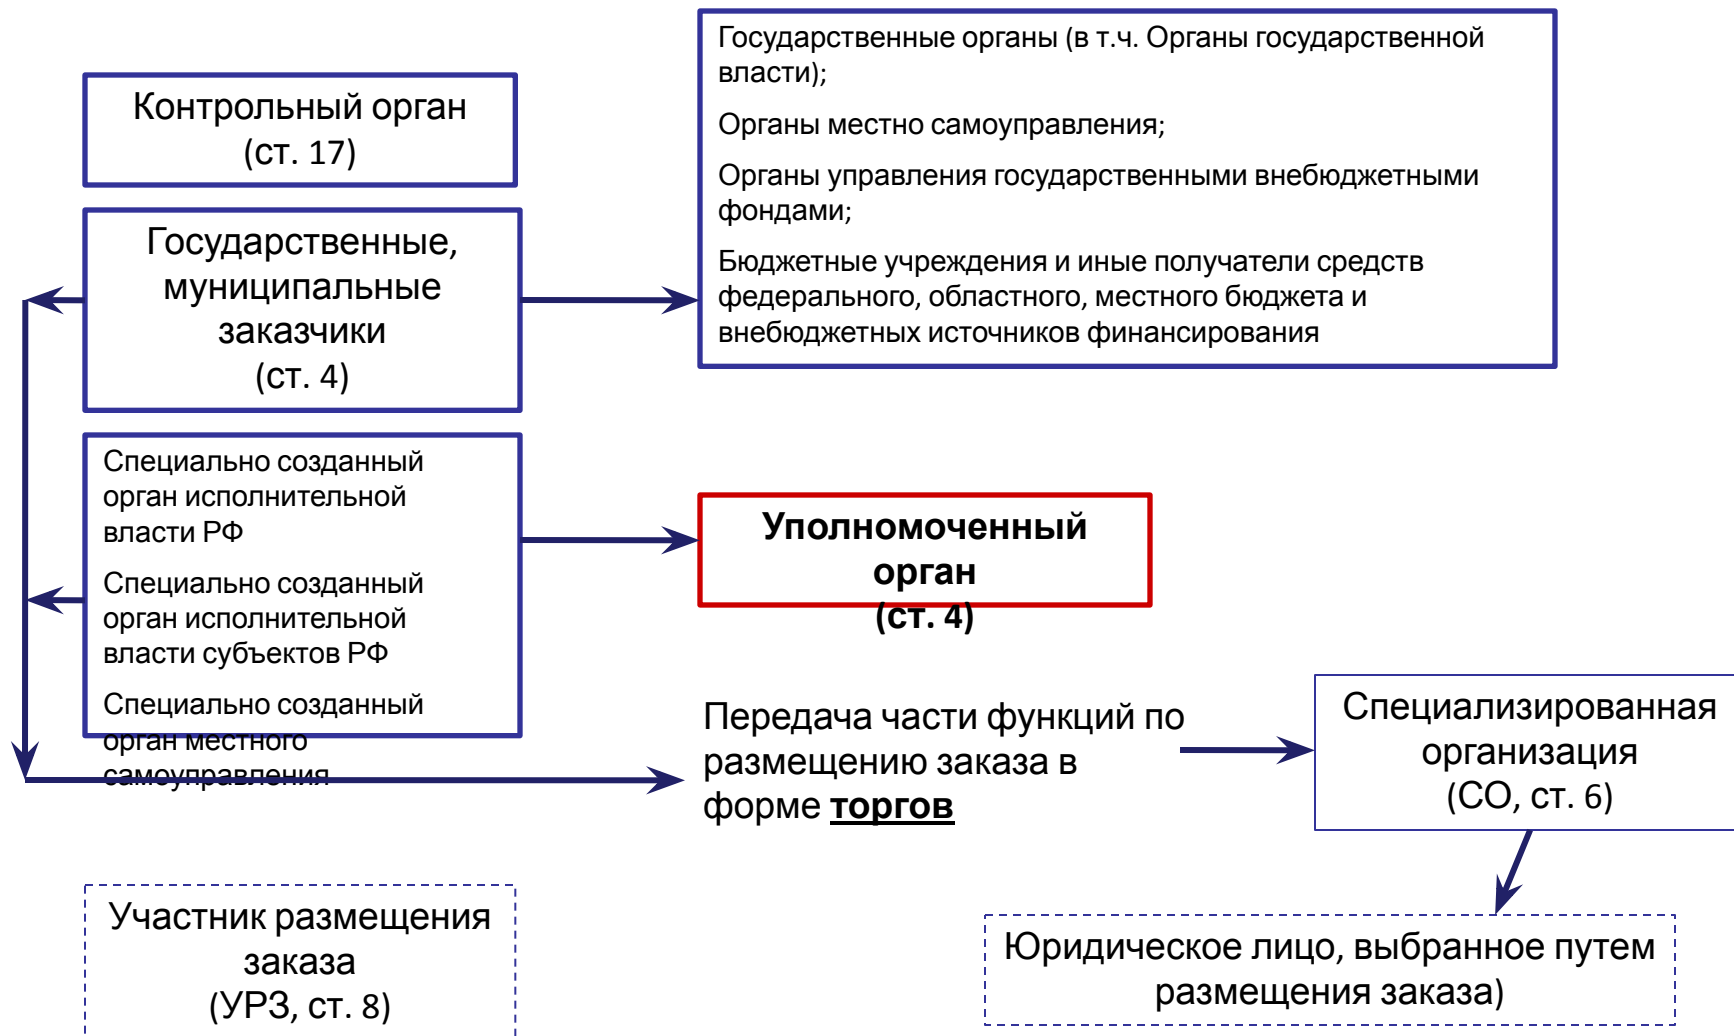 Контрольный орган
(ст. 17)
Государственные органы (в т.ч. Органы государственной
власти);
Органы местно самоуправления;
Органы управления государственными внебюджетными
фондами;
Бюджетные учреждения и иные получатели средств
федерального, областного, местного бюджета и
внебюджетных источников финансирования
Государственные,
муниципальные
заказчики
(ст. 4)
Специально созданный
орган исполнительной
власти РФ
Специально созданный
орган исполнительной
власти субъектов РФ
Специально созданный
орган местного
самоуправления
Уполномоченный
орган
(ст. 4)
Передача части функций по
размещению заказа в
форме торгов
Специализированная
организация
(СО, ст. 6)
Участник размещения
заказа
(УРЗ, ст. 8)
Юридическое лицо, выбранное путем
размещения заказа)